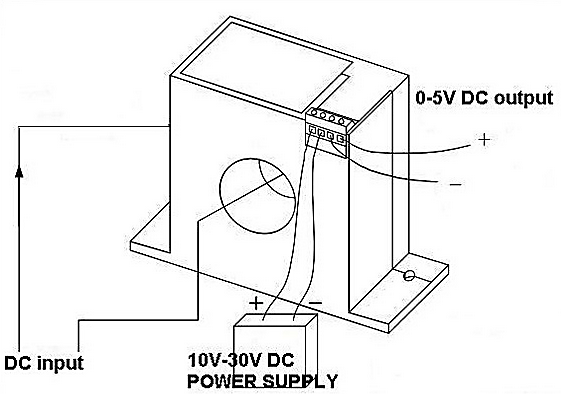 0-5V DC output
+
−
+ −
DC input
10V-30V DC
POWER SUPPLY